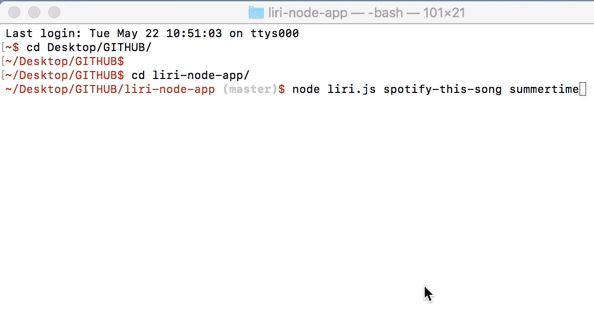 liri-node-app — -bash — 101×21
Last login: Tue May 22 10:51:03 on ttys000
[~$ cd Desktop/GITHUB/
[~/Desktop/GITHUB$
[~/Desktop/GITHUB$ cd liri-node-app/
~/Desktop/GITHUB/liri-node-app (master)$ node liri.js spotify-this-song summertime